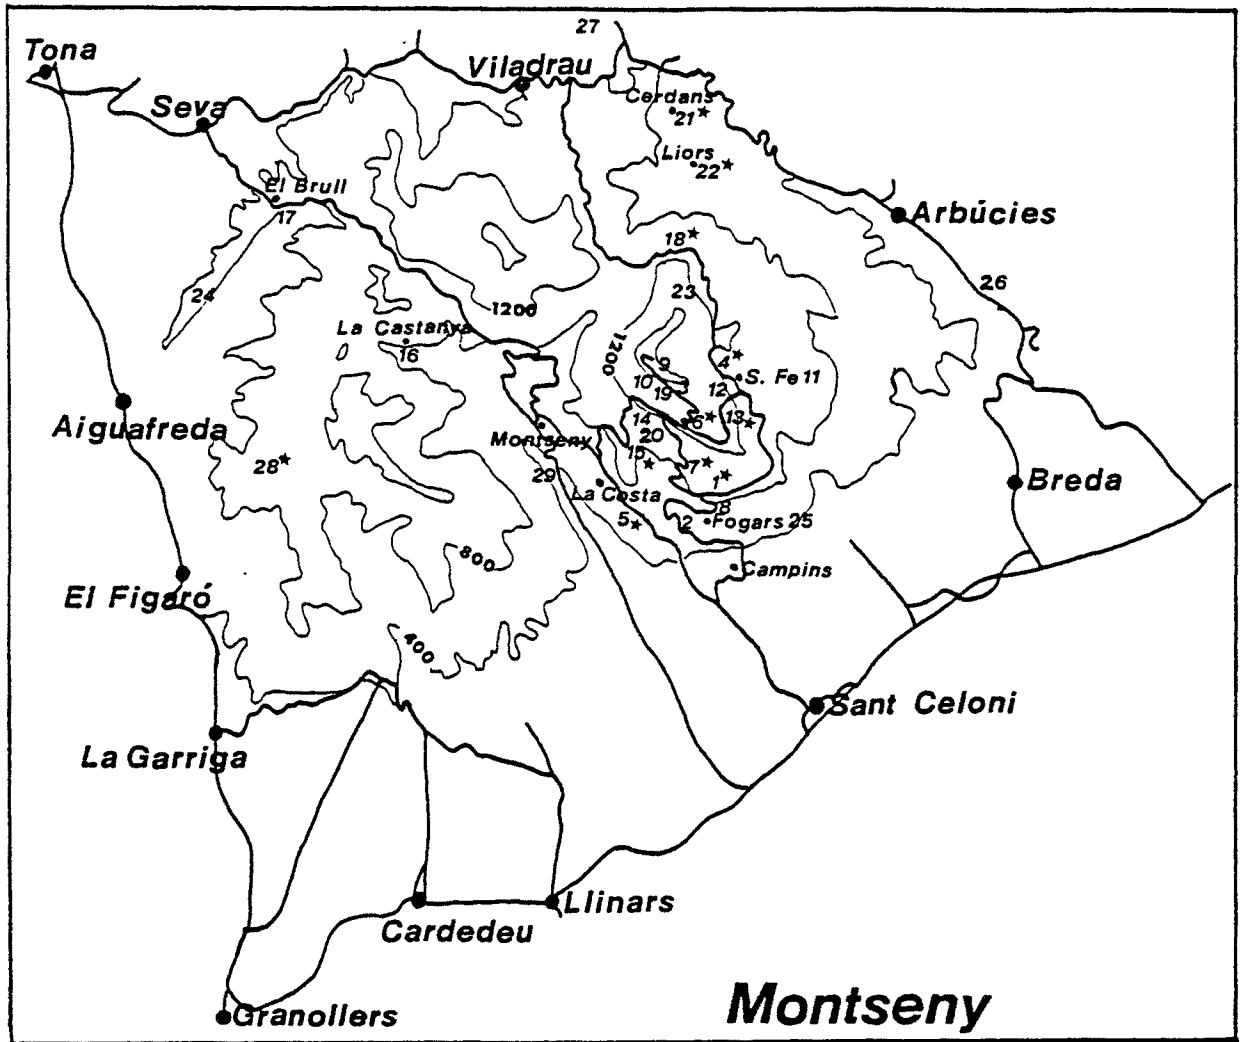 27
Tona
Viladrau
Seva
Cerdans
21★
Liors
22★
El Brull
17
Arbúcies
18★
24
23
26
1200
La Castanya
16
1200
9
4★
10
19
12
S. Fe 11
Aiguafreda
14
6★
13★
Montseny
20
15★
7★
28★
29
La Costa
1★
Breda
8
5★
2
Fogars 25
800
Campins
El Figaró
400
Sant Celoni
La Garriga
Llinars
Cardedeu
Montseny
Granollers